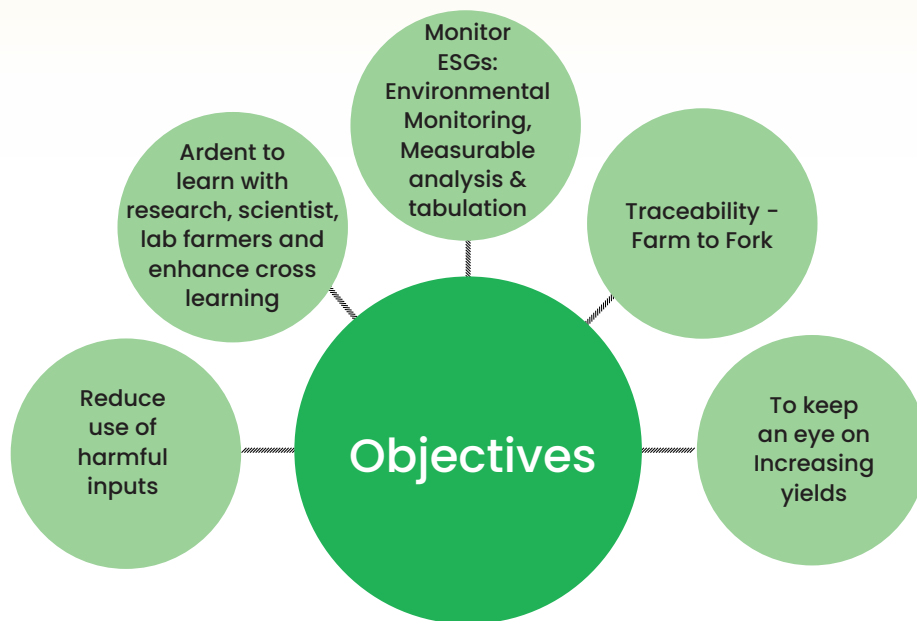 Monitor
ESGs:
Environmental
Monitoring,
Measurable
analysis &
tabulation
Ardent to
learn with
research, scientist,
lab farmers and
enhance cross
learning
Traceability -
Farm to Fork
Reduce
use of
harmful
inputs
To keep
an eye on
Increasing
yields
Objectives